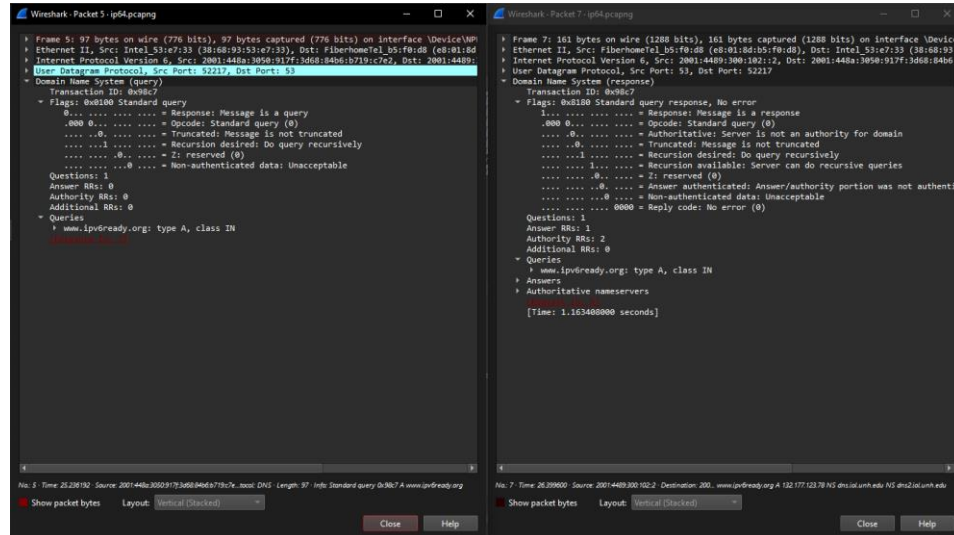 Wireshark - Packet 5 - ip64.pcapng
Frame 5: 97 bytes on wire (776 bits), 97 bytes captured (776 bits) on interface \Device\NP
Ethernet II, Src: Intel_53:e7:33 (38:68:93:53:e7:33), Dst: FiberhomeTel_b5:f0:d8 (e8:01:8d
Internet Protocol Version 6, Src: 2001:448a:3050:917f:3d68:84b6:b719:c7e2, Dst: 2001:4489:
User Datagram Protocol, Src Port: 52217, Dst Port: 53
Domain Name System (query)
Transaction ID: 0x98c7
Flags: 0x0100 Standard query
0... .... .... .... = Response: Message is a query
.000 0... .... .... = Opcode: Standard query (0)
.... ..0. .... .... = Truncated: Message is not truncated
.... ...1 .... .... = Recursion desired: Do query recursively
.... .... .0.. .... = Z: reserved (0)
.... .... ...0 .... = Non-authenticated data: Unacceptable
Questions: 1
Answer RRs: 0
Authority RRs: 0
Additional RRs: 0
Queries
www.ipv6ready.org: type A, class IN
No.: 5 · Time: 25.236192 · Source: 2001:448a:3050:917f:3d68:84b6:b719:c7e...tocol: DNS · Length: 97 · Info: Standard query 0x98c7 A www.ipv6ready.org
Show packet bytes Layout: Vertical (Stacked)
Close Help
Wireshark - Packet 7 - ip64.pcapng
Frame 7: 161 bytes on wire (1288 bits), 161 bytes captured (1288 bits) on interface \Devic
Ethernet II, Src: FiberhomeTel_b5:f0:d8 (e8:01:8d:b5:f0:d8), Dst: Intel_53:e7:33 (38:68:93
Internet Protocol Version 6, Src: 2001:4489:300:102::2, Dst: 2001:448a:3050:917f:3d68:84b6
User Datagram Protocol, Src Port: 53, Dst Port: 52217
Domain Name System (response)
Transaction ID: 0x98c7
Flags: 0x8180 Standard query response, No error
1... .... .... .... = Response: Message is a response
.000 0... .... .... = Opcode: Standard query (0)
.... .0.. .... .... = Authoritative: Server is not an authority for domain
.... ..0. .... .... = Truncated: Message is not truncated
.... ...1 .... .... = Recursion desired: Do query recursively
.... .... 1... .... = Recursion available: Server can do recursive queries
.... .... .0.. .... = Z: reserved (0)
.... .... ..0. .... = Answer authenticated: Answer/authority portion was not authenti
.... .... ...0 .... = Non-authenticated data: Unacceptable
.... .... .... 0000 = Reply code: No error (0)
Questions: 1
Answer RRs: 1
Authority RRs: 2
Additional RRs: 0
Queries
www.ipv6ready.org: type A, class IN
Answers
Authoritative nameservers
[Time: 1.163408000 seconds]
No.: 7 · Time: 26.399600 · Source: 2001:4489:300:102::2 · Destination: 200... www.ipv6ready.org A 132.177.123.78 NS dns.iol.unh.edu NS dns2.iol.unh.edu
Show packet bytes Layout: Vertical (Stacked)
Close Help